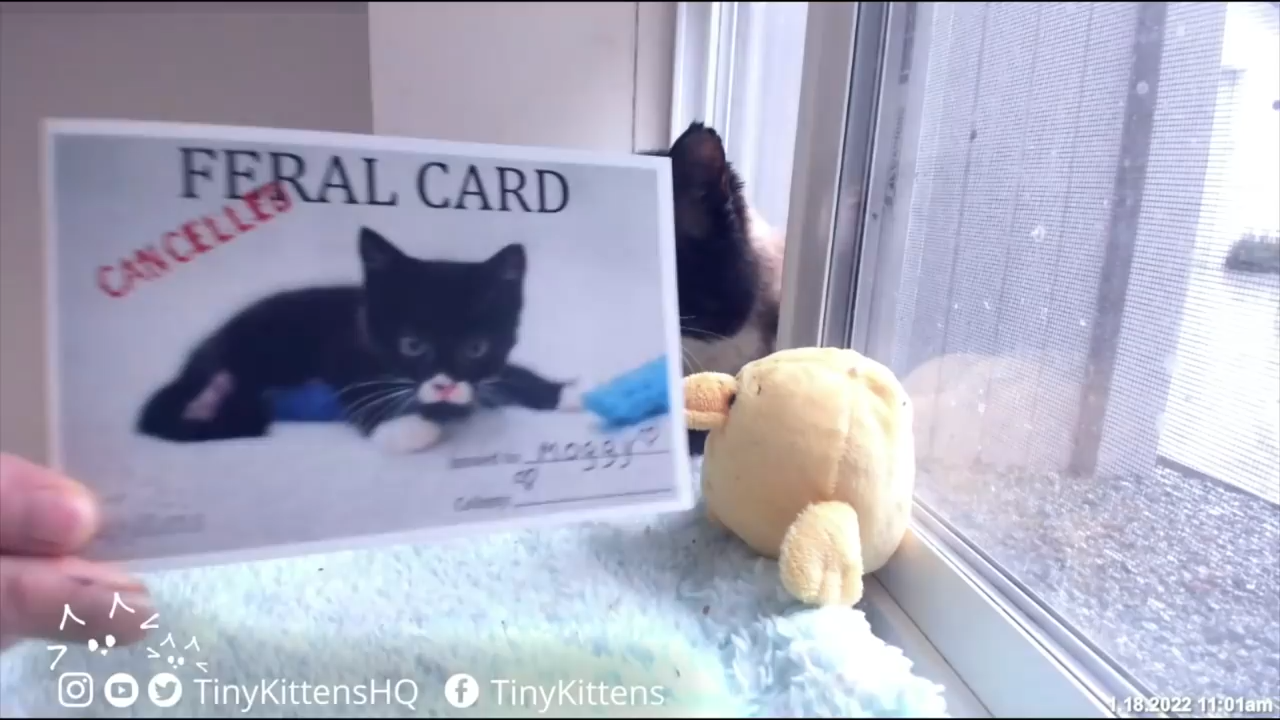 FERAL CARD
CANCELLED
Issued to: Moggy
Colony:
TinyKittensHQ TinyKittens
1.18.2022 11:01am